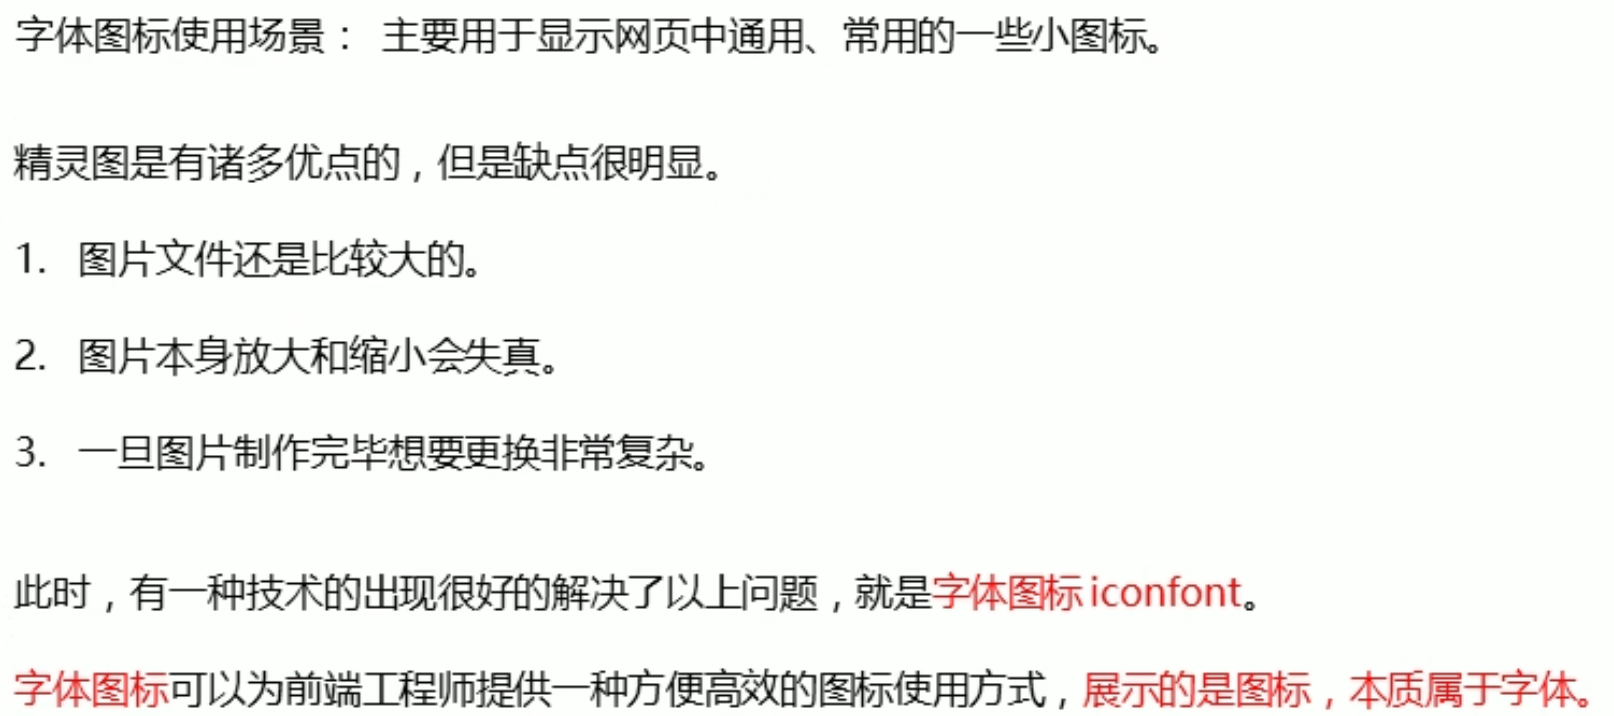 字体图标使用场景： 主要用于显示网页中通用、常用的一些小图标。
精灵图是有诸多优点的，但是缺点很明显。
1. 图片文件还是比较大的。
2. 图片本身放大和缩小会失真。
3. 一旦图片制作完毕想要更换非常复杂。
此时，有一种技术的出现很好的解决了以上问题，就是字体图标 iconfont。
字体图标可以为前端工程师提供一种方便高效的图标使用方式，展示的是图标，本质属于字体。